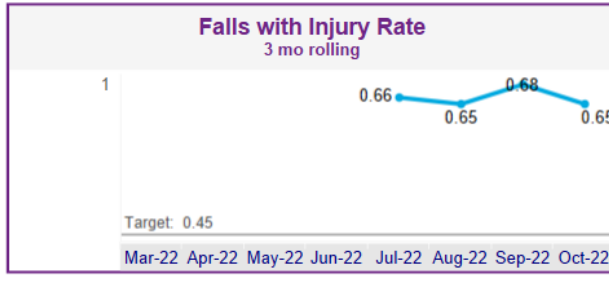 Falls with Injury Rate
3 mo rolling
1
0.66
0.65
0.68
0.65
Target: 0.45
Mar-22 Apr-22 May-22 Jun-22 Jul-22 Aug-22 Sep-22 Oct-22